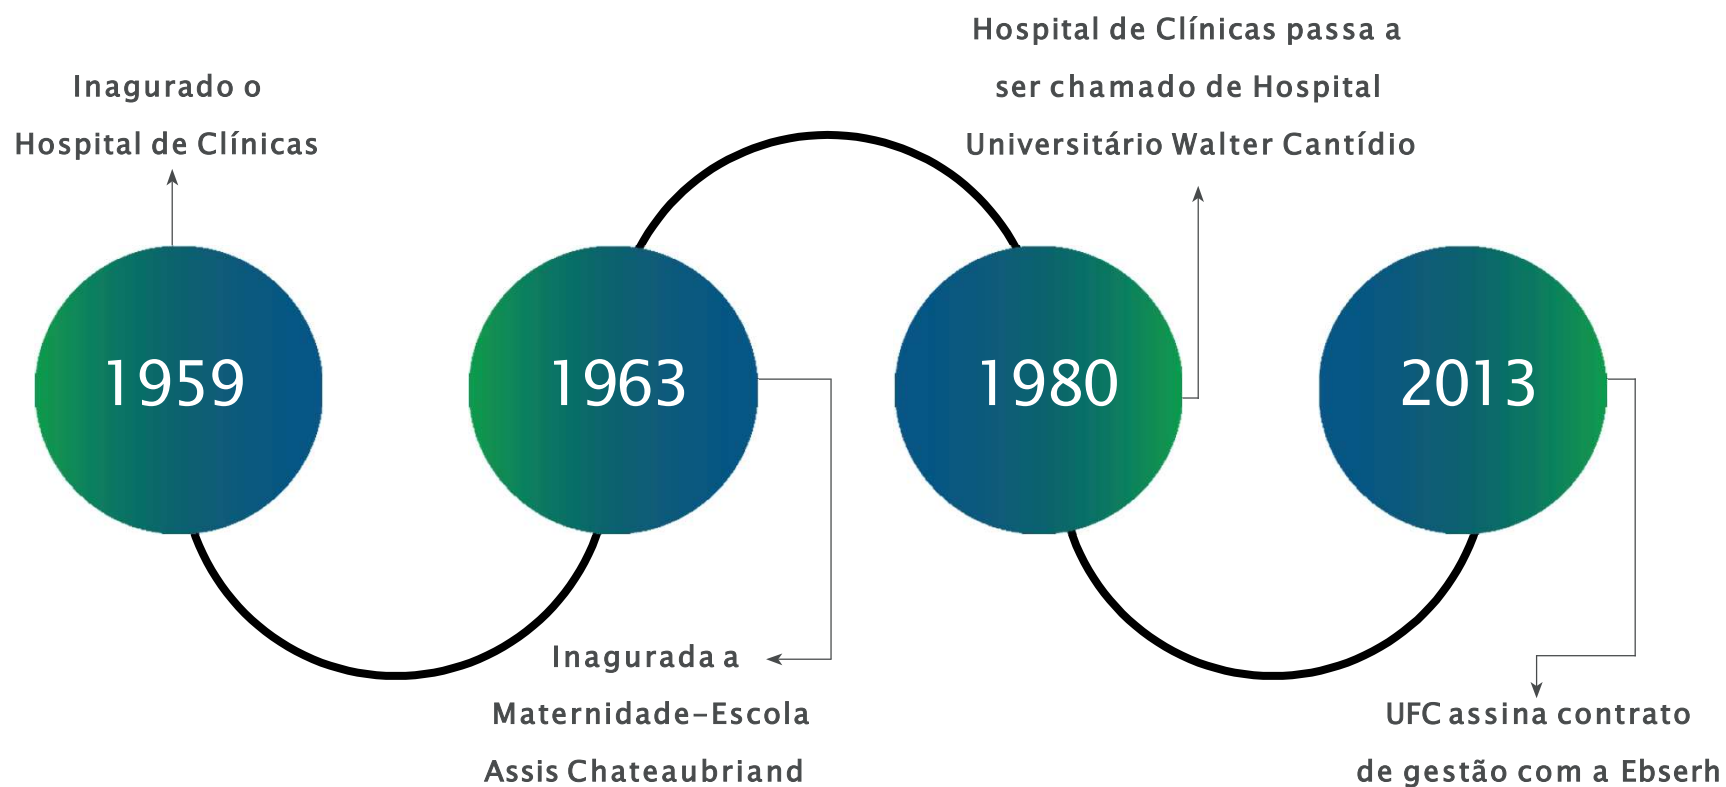 Inagurado o
Hospital de Clínicas
1959
1963
Inagurada a
Maternidade-Escola
Assis Chateaubriand
Hospital de Clínicas passa a
ser chamado de Hospital
Universitário Walter Cantídio
1980
2013
UFC assina contrato
de gestão com a Ebserh